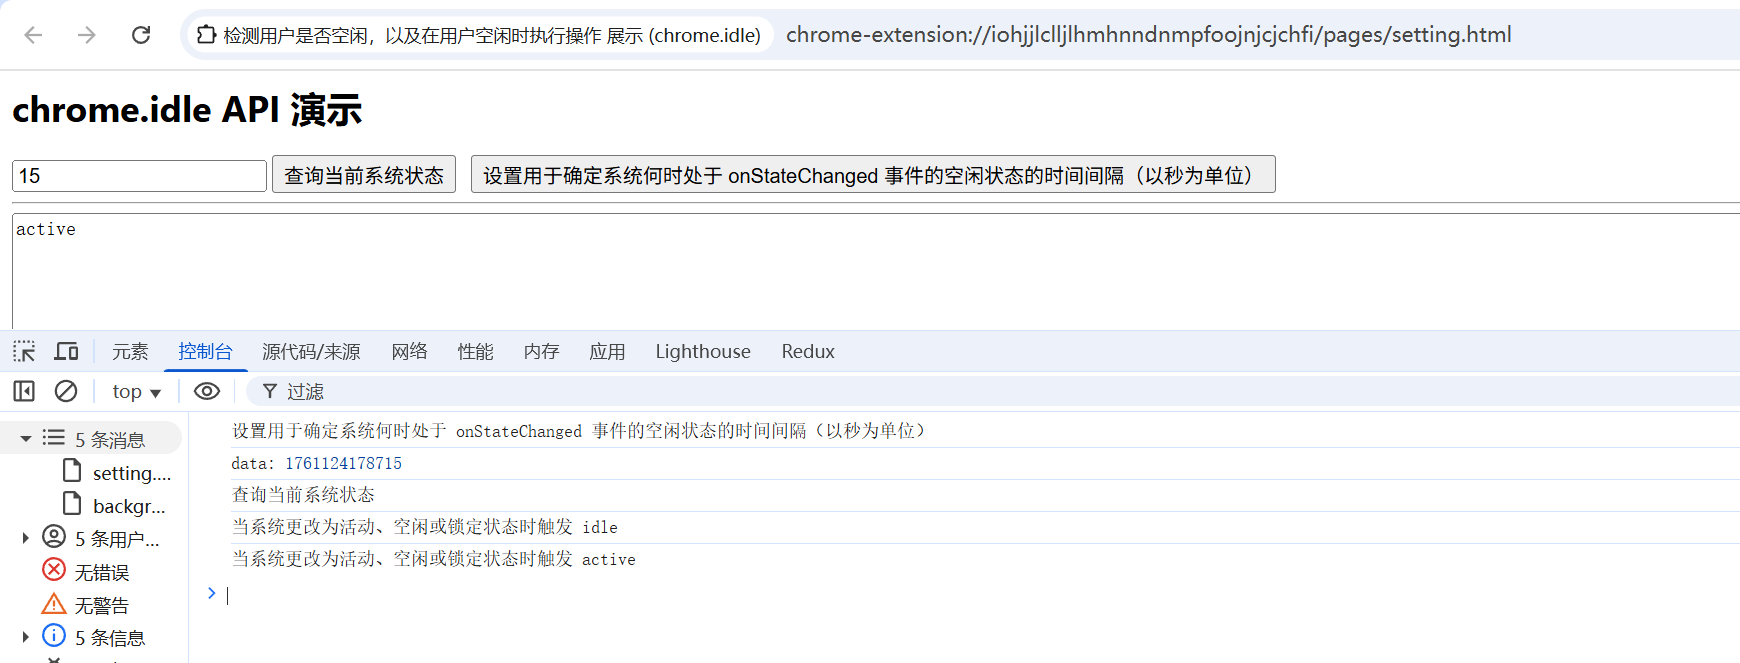 检测用户是否空闲，以及在用户空闲时执行操作 展示 (chrome.idle) chrome-extension://iohjjlclljlhmhnndnmpfoojnjcjchfi/pages/setting.html
chrome.idle API 演示
15 查询当前系统状态 设置用于确定系统何时处于 onStateChanged 事件的空闲状态的时间间隔（以秒为单位）
active
元素 控制台 源代码/来源 网络 性能 内存 应用 Lighthouse Redux
top 过滤
5 条消息
setting....
backgr...
5 条用户...
无错误
无警告
5 条信息
设置用于确定系统何时处于 onStateChanged 事件的空闲状态的时间间隔（以秒为单位）
data: 1761124178715
查询当前系统状态
当系统更改为活动、空闲或锁定状态时触发 idle
当系统更改为活动、空闲或锁定状态时触发 active